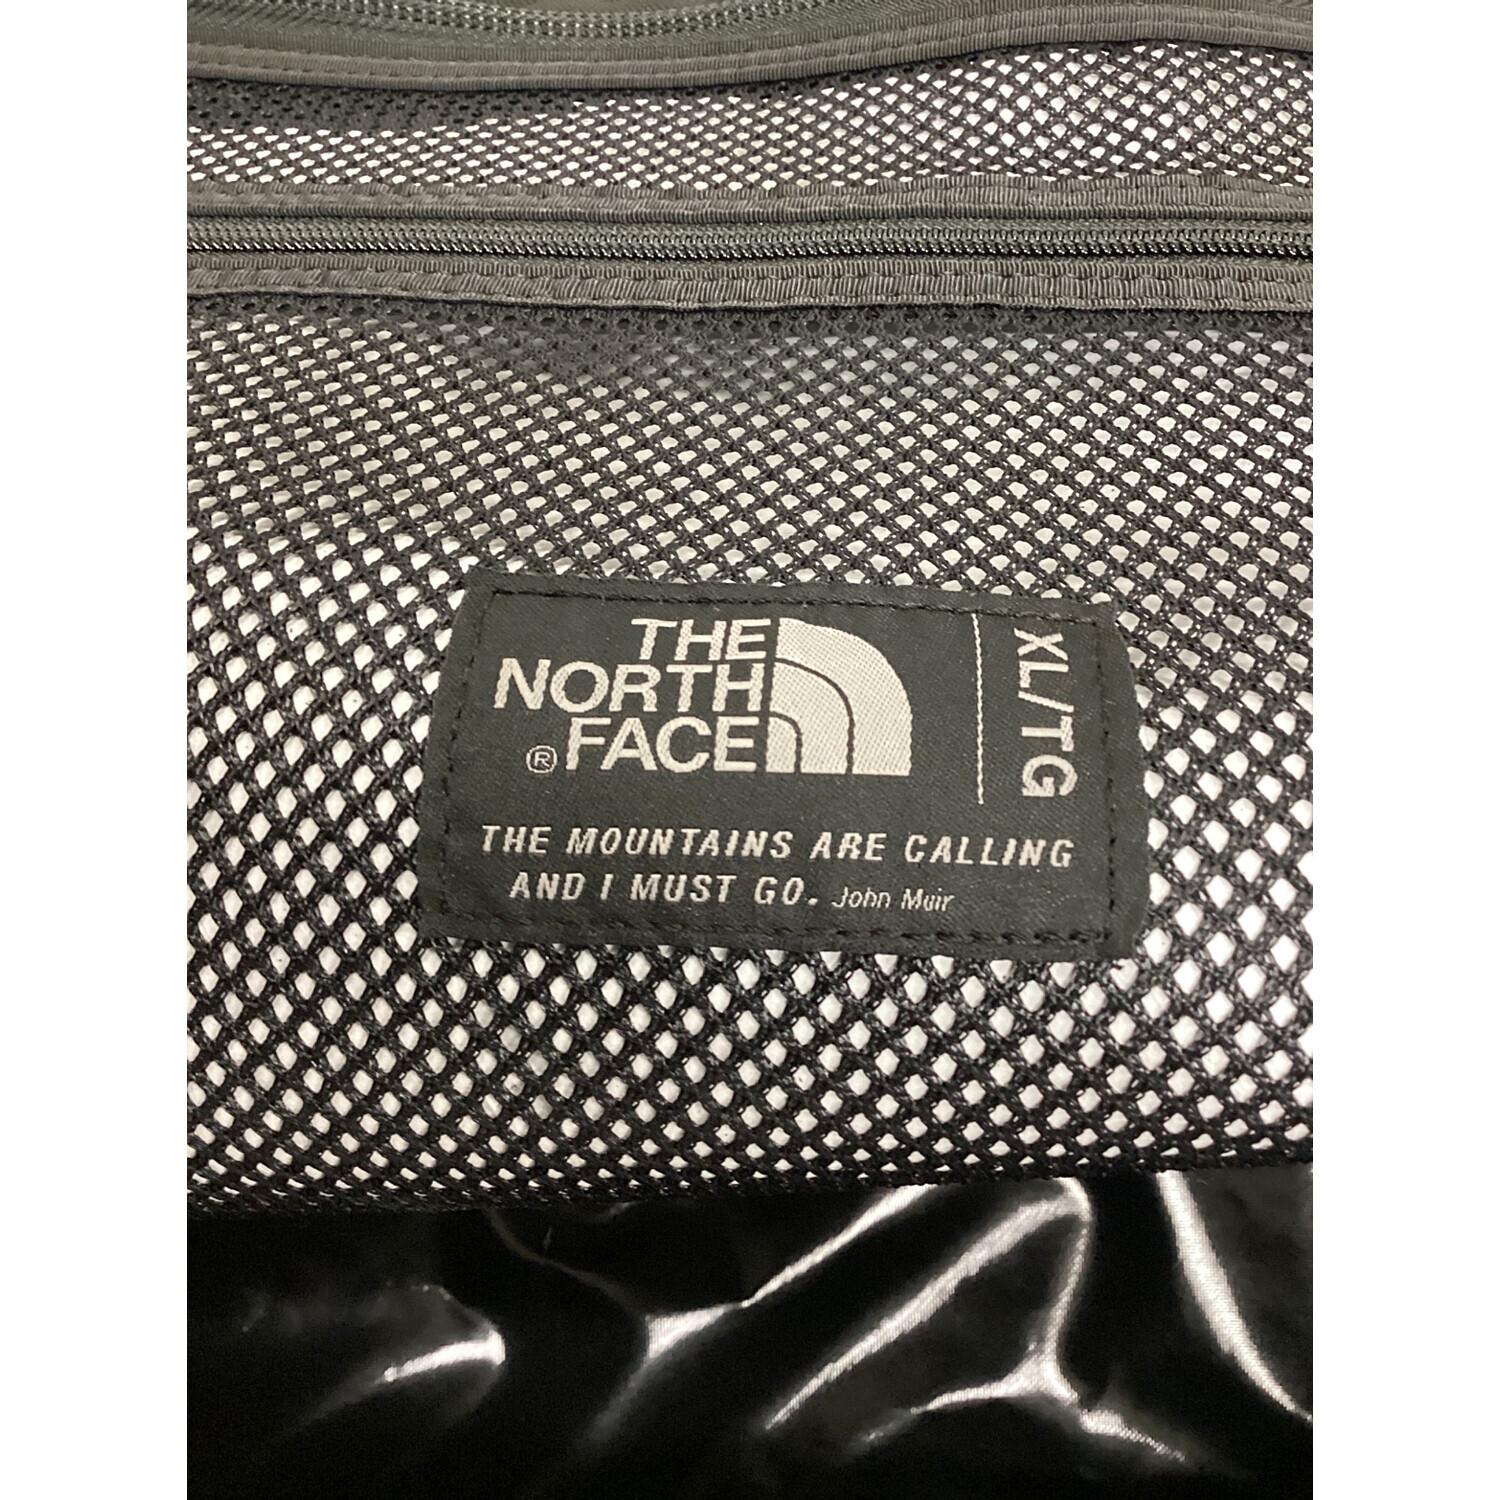 THE
NORTH
® FACE
XL/TG
THE MOUNTAINS ARE CALLING
AND I MUST GO. John Muir